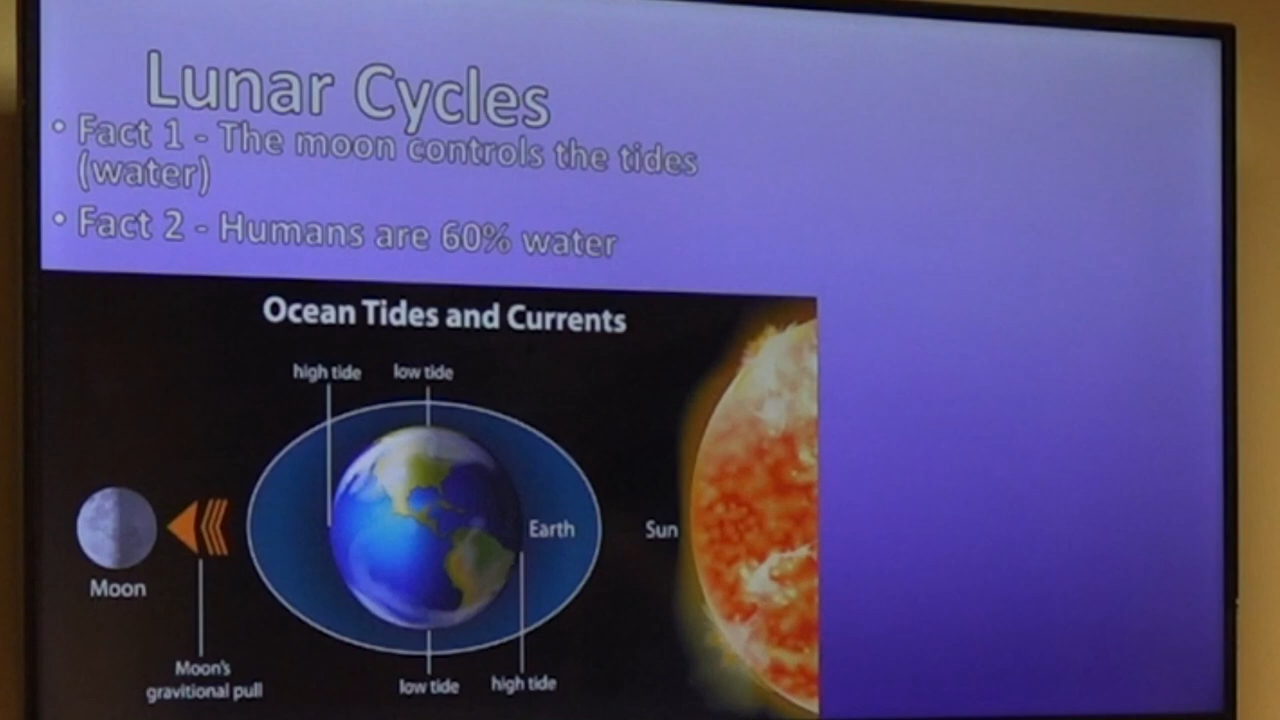 Lunar Cycles
• Fact 1 - The moon controls the tides
(water)
• Fact 2 - Humans are 60% water
Ocean Tides and Currents
high tide
low tide
Earth
Sun
Moon
Moon's
gravitional pull
low tide
high tide